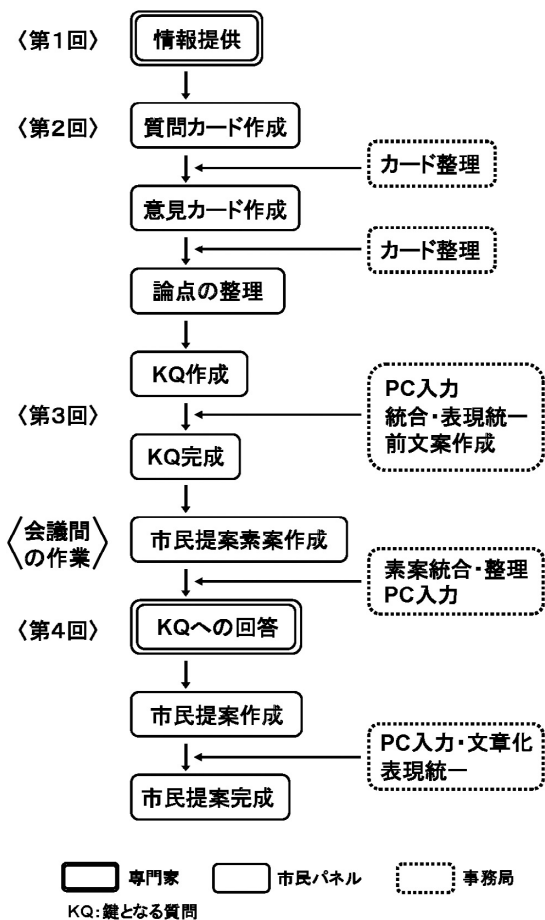 〈第1回〉
情報提供
〈第2回〉
質問カード作成
カード整理
意見カード作成
カード整理
論点の整理
KQ作成
〈第3回〉
PC入力
統合・表現統一
前文案作成
KQ完成
〈会議間
の作業〉
市民提案素案作成
素案統合・整理
PC入力
〈第4回〉
KQへの回答
市民提案作成
PC入力・文章化
表現統一
市民提案完成
専門家
市民パネル
事務局
KQ:鍵となる質問